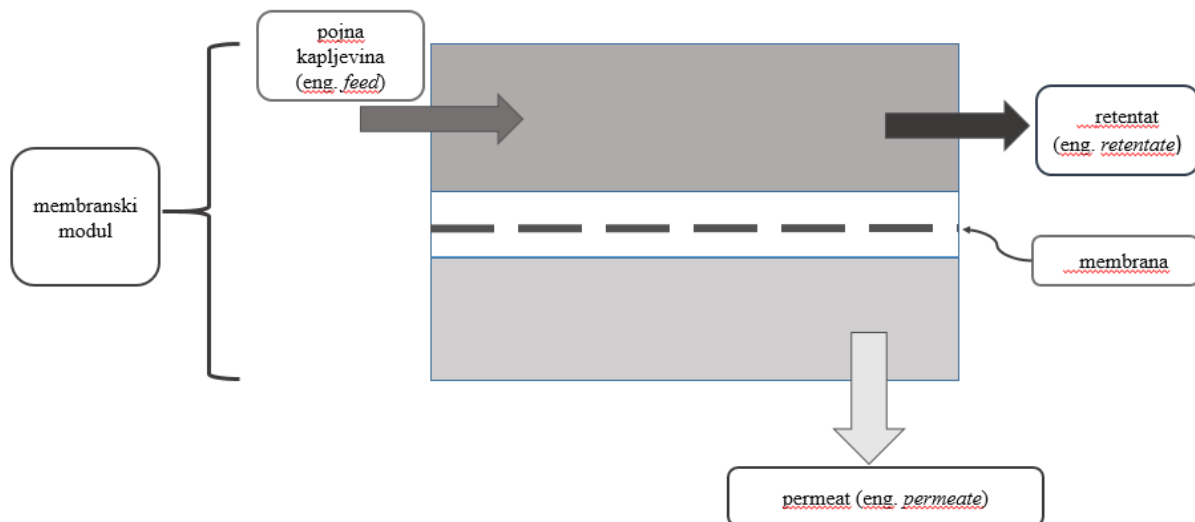 pojna
kapljevina
(eng. feed)
retentat
(eng. retentate)
membranski
modul
membrana
permeat (eng. permeate)